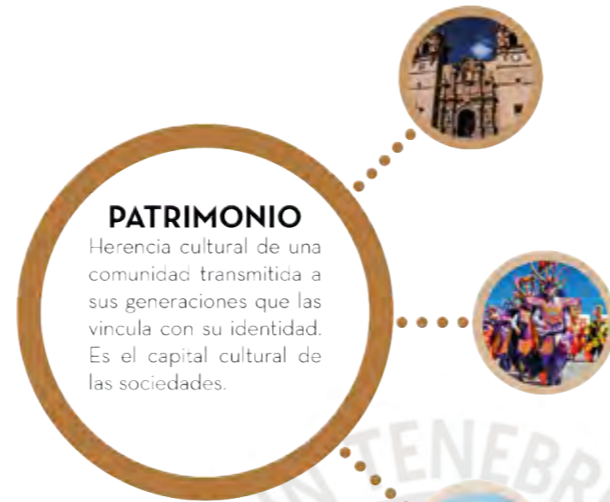 PATRIMONIO
Herencia cultural de una
comunidad transmitida a
sus generaciones que las
vincula con su identidad.
Es el capital cultural de
las sociedades.
TENEBR